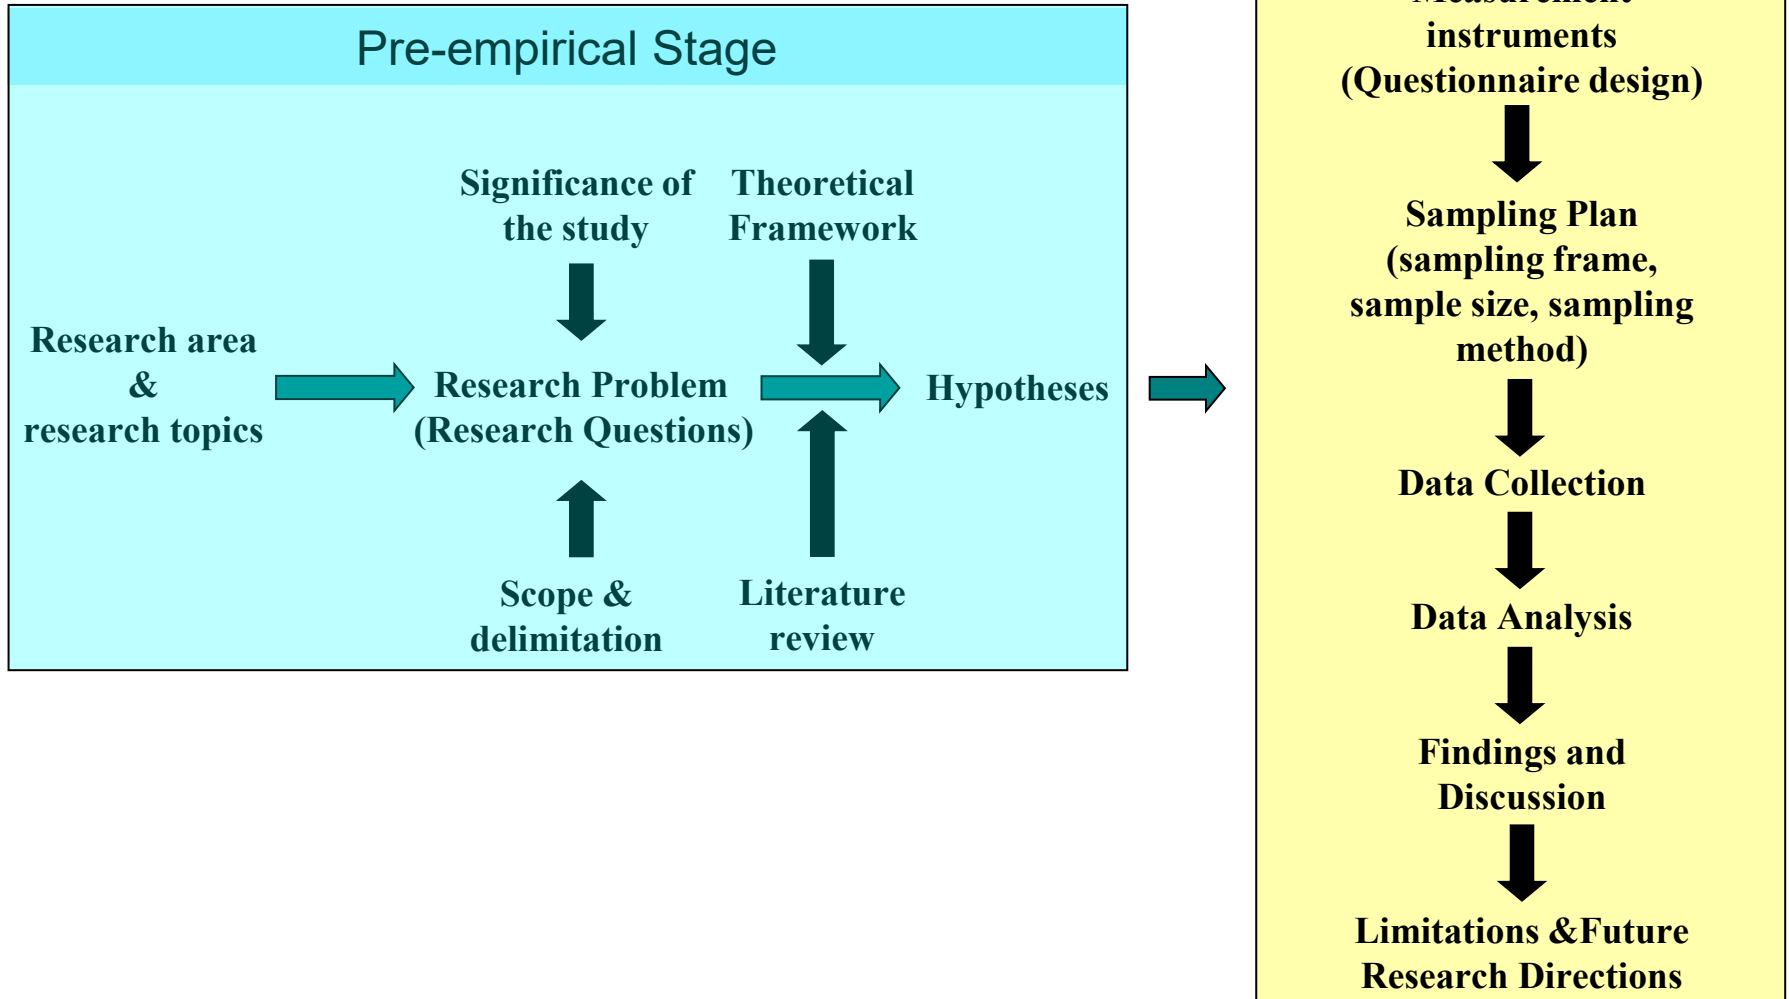 Pre-empirical Stage
Significance of
the study
Theoretical
Framework
Research area
&
research topics
Research Problem
(Research Questions)
Hypotheses
Scope &
delimitation
Literature
review
Measurement
instruments
(Questionnaire design)
Sampling Plan
(sampling frame,
sample size, sampling
method)
Data Collection
Data Analysis
Findings and
Discussion
Limitations &Future
Research Directions